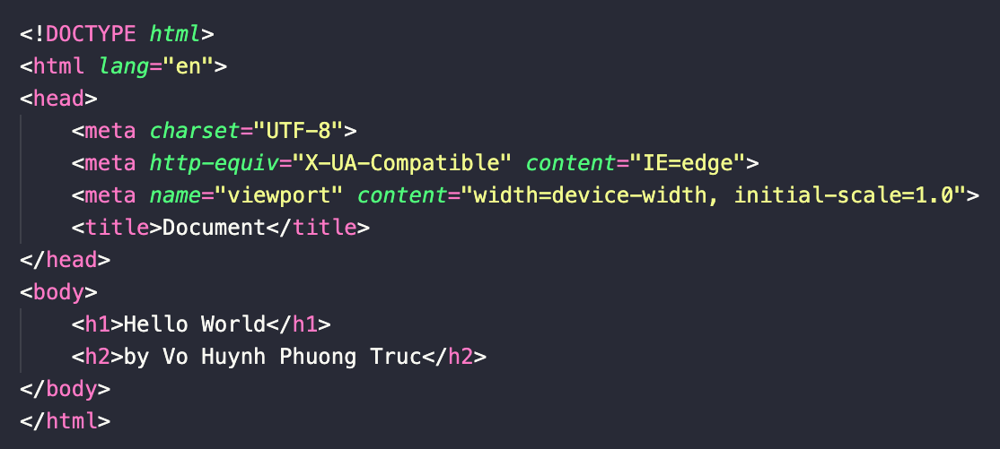 <!DOCTYPE html>
<html lang="en">
<head>
    <meta charset="UTF-8">
    <meta http-equiv="X-UA-Compatible" content="IE=edge">
    <meta name="viewport" content="width=device-width, initial-scale=1.0">
    <title>Document</title>
</head>
<body>
    <h1>Hello World</h1>
    <h2>by Vo Huynh Phuong Truc</h2>
</body>
</html>